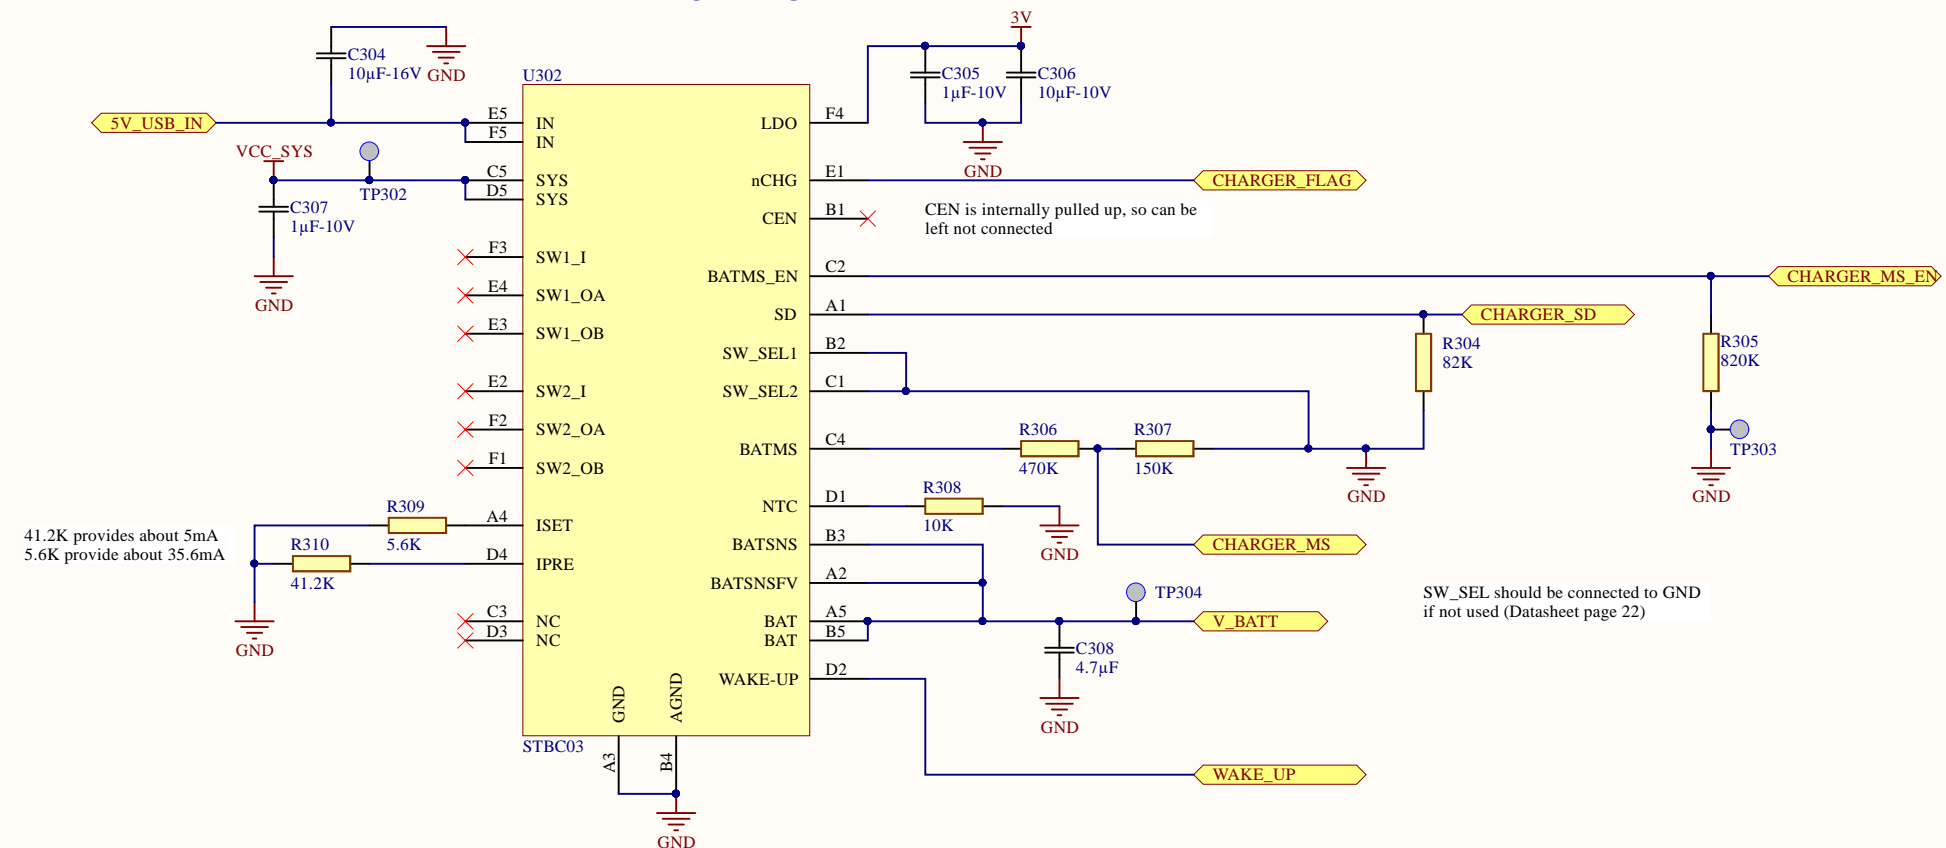 3V
C304
10µF-16V
GND
C305
1µF-10V
C306
10µF-10V
GND
U302
5V_USB_IN
E5
IN
F5
IN
VCC_SYS
TP302
C5
SYS
D5
SYS
C307
1µF-10V
GND
F3
SW1_I
E4
SW1_OA
E3
SW1_OB
E2
SW2_I
F2
SW2_OA
F1
SW2_OB
R309
5.6K
A4
ISET
41.2K provides about 5mA
5.6K provide about 35.6mA
R310
41.2K
D4
IPRE
GND
C3
NC
D3
NC
STBC03
GND
AGND
A3
B4
GND
LDO
F4
nCHG
E1
CHARGER_FLAG
CEN
B1
CEN is internally pulled up, so can be
left not connected
BATMS_EN
C2
CHARGER_MS_EN
SD
A1
CHARGER_SD
R304
82K
R305
820K
TP303
GND
SW_SEL1
B2
SW_SEL2
C1
BATMS
C4
R306
470K
R307
150K
GND
NTC
D1
R308
10K
GND
BATSNS
B3
CHARGER_MS
BATSNSFV
A2
BAT
A5
BAT
B5
TP304
V_BATT
C308
4.7µF
GND
SW_SEL should be connected to GND
if not used (Datasheet page 22)
WAKE-UP
D2
WAKE_UP